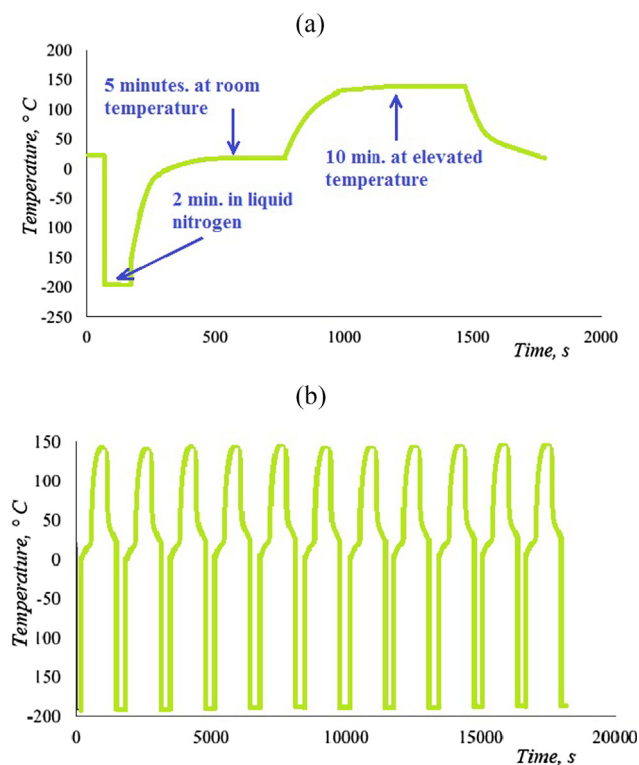 (a)
200
150
100
50
0
-50
100
150
-200
-250
Temperature, ° C
5 minutes. at room
temperature
2 min. in liquid
nitrogen
10 min. at elevated
temperature
0
500
1000
1500
2000
Time, s
(b)
150
100
50
0
-50
-100
150
-200
Temperature, ° C
0
5000
10000
15000
20000
Time, s